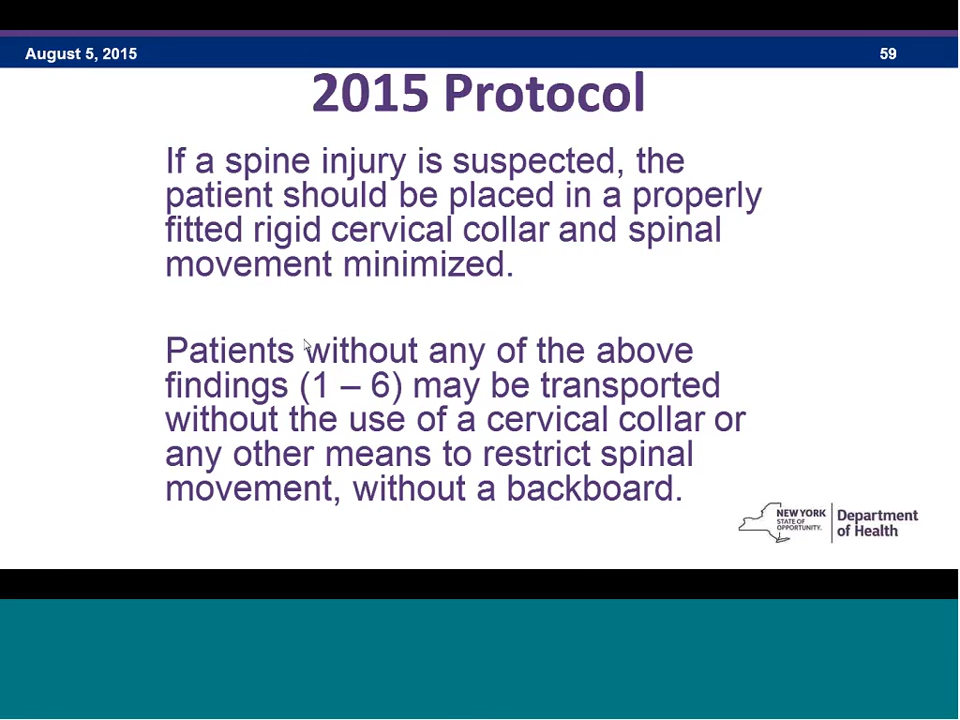 August 5, 2015
59
2015 Protocol
If a spine injury is suspected, the
patient should be placed in a properly
fitted rigid cervical collar and spinal
movement minimized.
Patients without any of the above
findings (1 – 6) may be transported
without the use of a cervical collar or
any other means to restrict spinal
movement, without a backboard.
NEW YORK
STATE OF
OPPORTUNITY.
Department
of Health